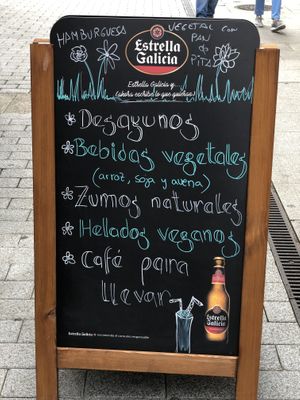 HAMBURGUESA
VEGETAL CON
PAN
PITA
Estrella
Galicia
Estrella Galicia y...
(ahora escribe lo que quieras)
Desayunos
Bebidas vegetales
(arroz, soja y avena)
Zumos naturales
Helados veganos
Café para
llevar
Estrella
Galicia